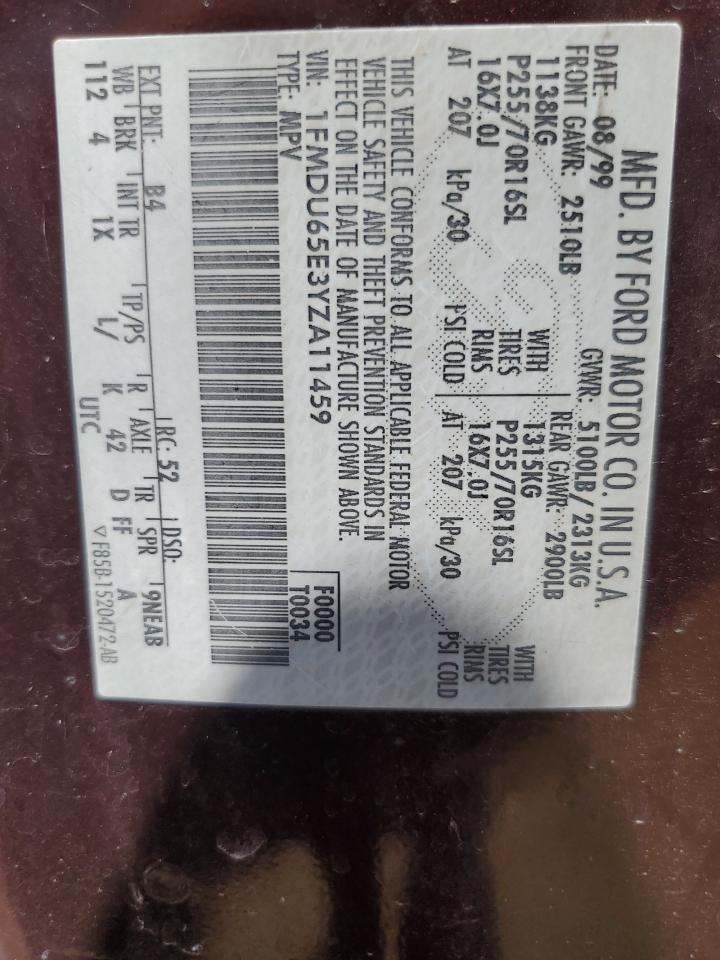 MFD. BY FORD MOTOR CO. IN U.S.A.
DATE: 08/99 GVWR: 5100LB/2313KG
FRONT GAWR: 2510LB REAR GAWR: 2900LB
1138KG WITH 1315KG WITH
P255/70R16SL TIRES P255/70R16SL TIRES
16X7.0J RIMS 16X7.0J RIMS
AT 207 kPa/30 PSI COLD AT 207 kPa/30 PSI COLD
THIS VEHICLE CONFORMS TO ALL APPLICABLE FEDERAL MOTOR
VEHICLE SAFETY AND THEFT PREVENTION STANDARDS IN
EFFECT ON THE DATE OF MANUFACTURE SHOWN ABOVE.
VIN: 1FMDU65E3YZA11459 F0000
TYPE: MPV T0034
EXT PNT: B4 RC: 52 DSO: 9NEAB
WB BRK INT TR TP/PS R AXLE TR SPR
112 4 1X L/ K 42 D FF A
UTC ▽ F85B-1520472-AB